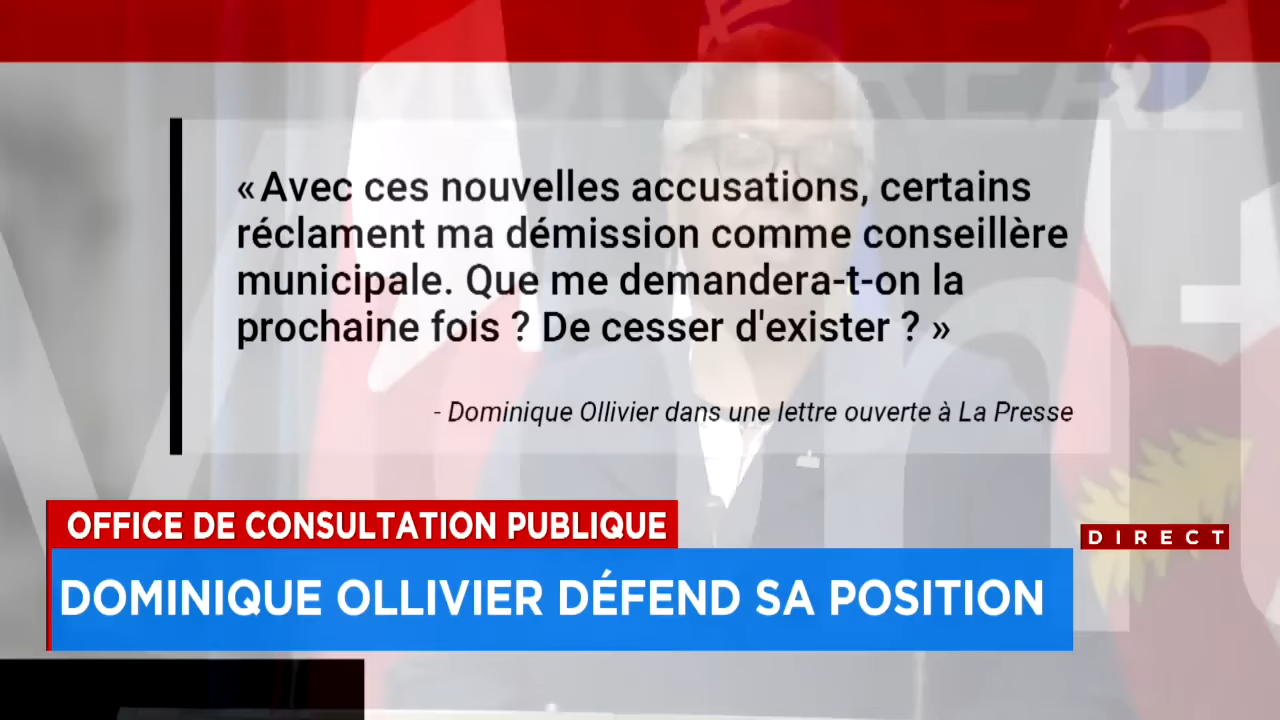 MONTRÉAL
« Avec ces nouvelles accusations, certains
réclament ma démission comme conseillère
municipale. Que me demandera-t-on la
prochaine fois ? De cesser d'exister ? »
- Dominique Ollivier dans une lettre ouverte à La Presse
OFFICE DE CONSULTATION PUBLIQUE
DIRECT
DOMINIQUE OLLIVIER DÉFEND SA POSITION